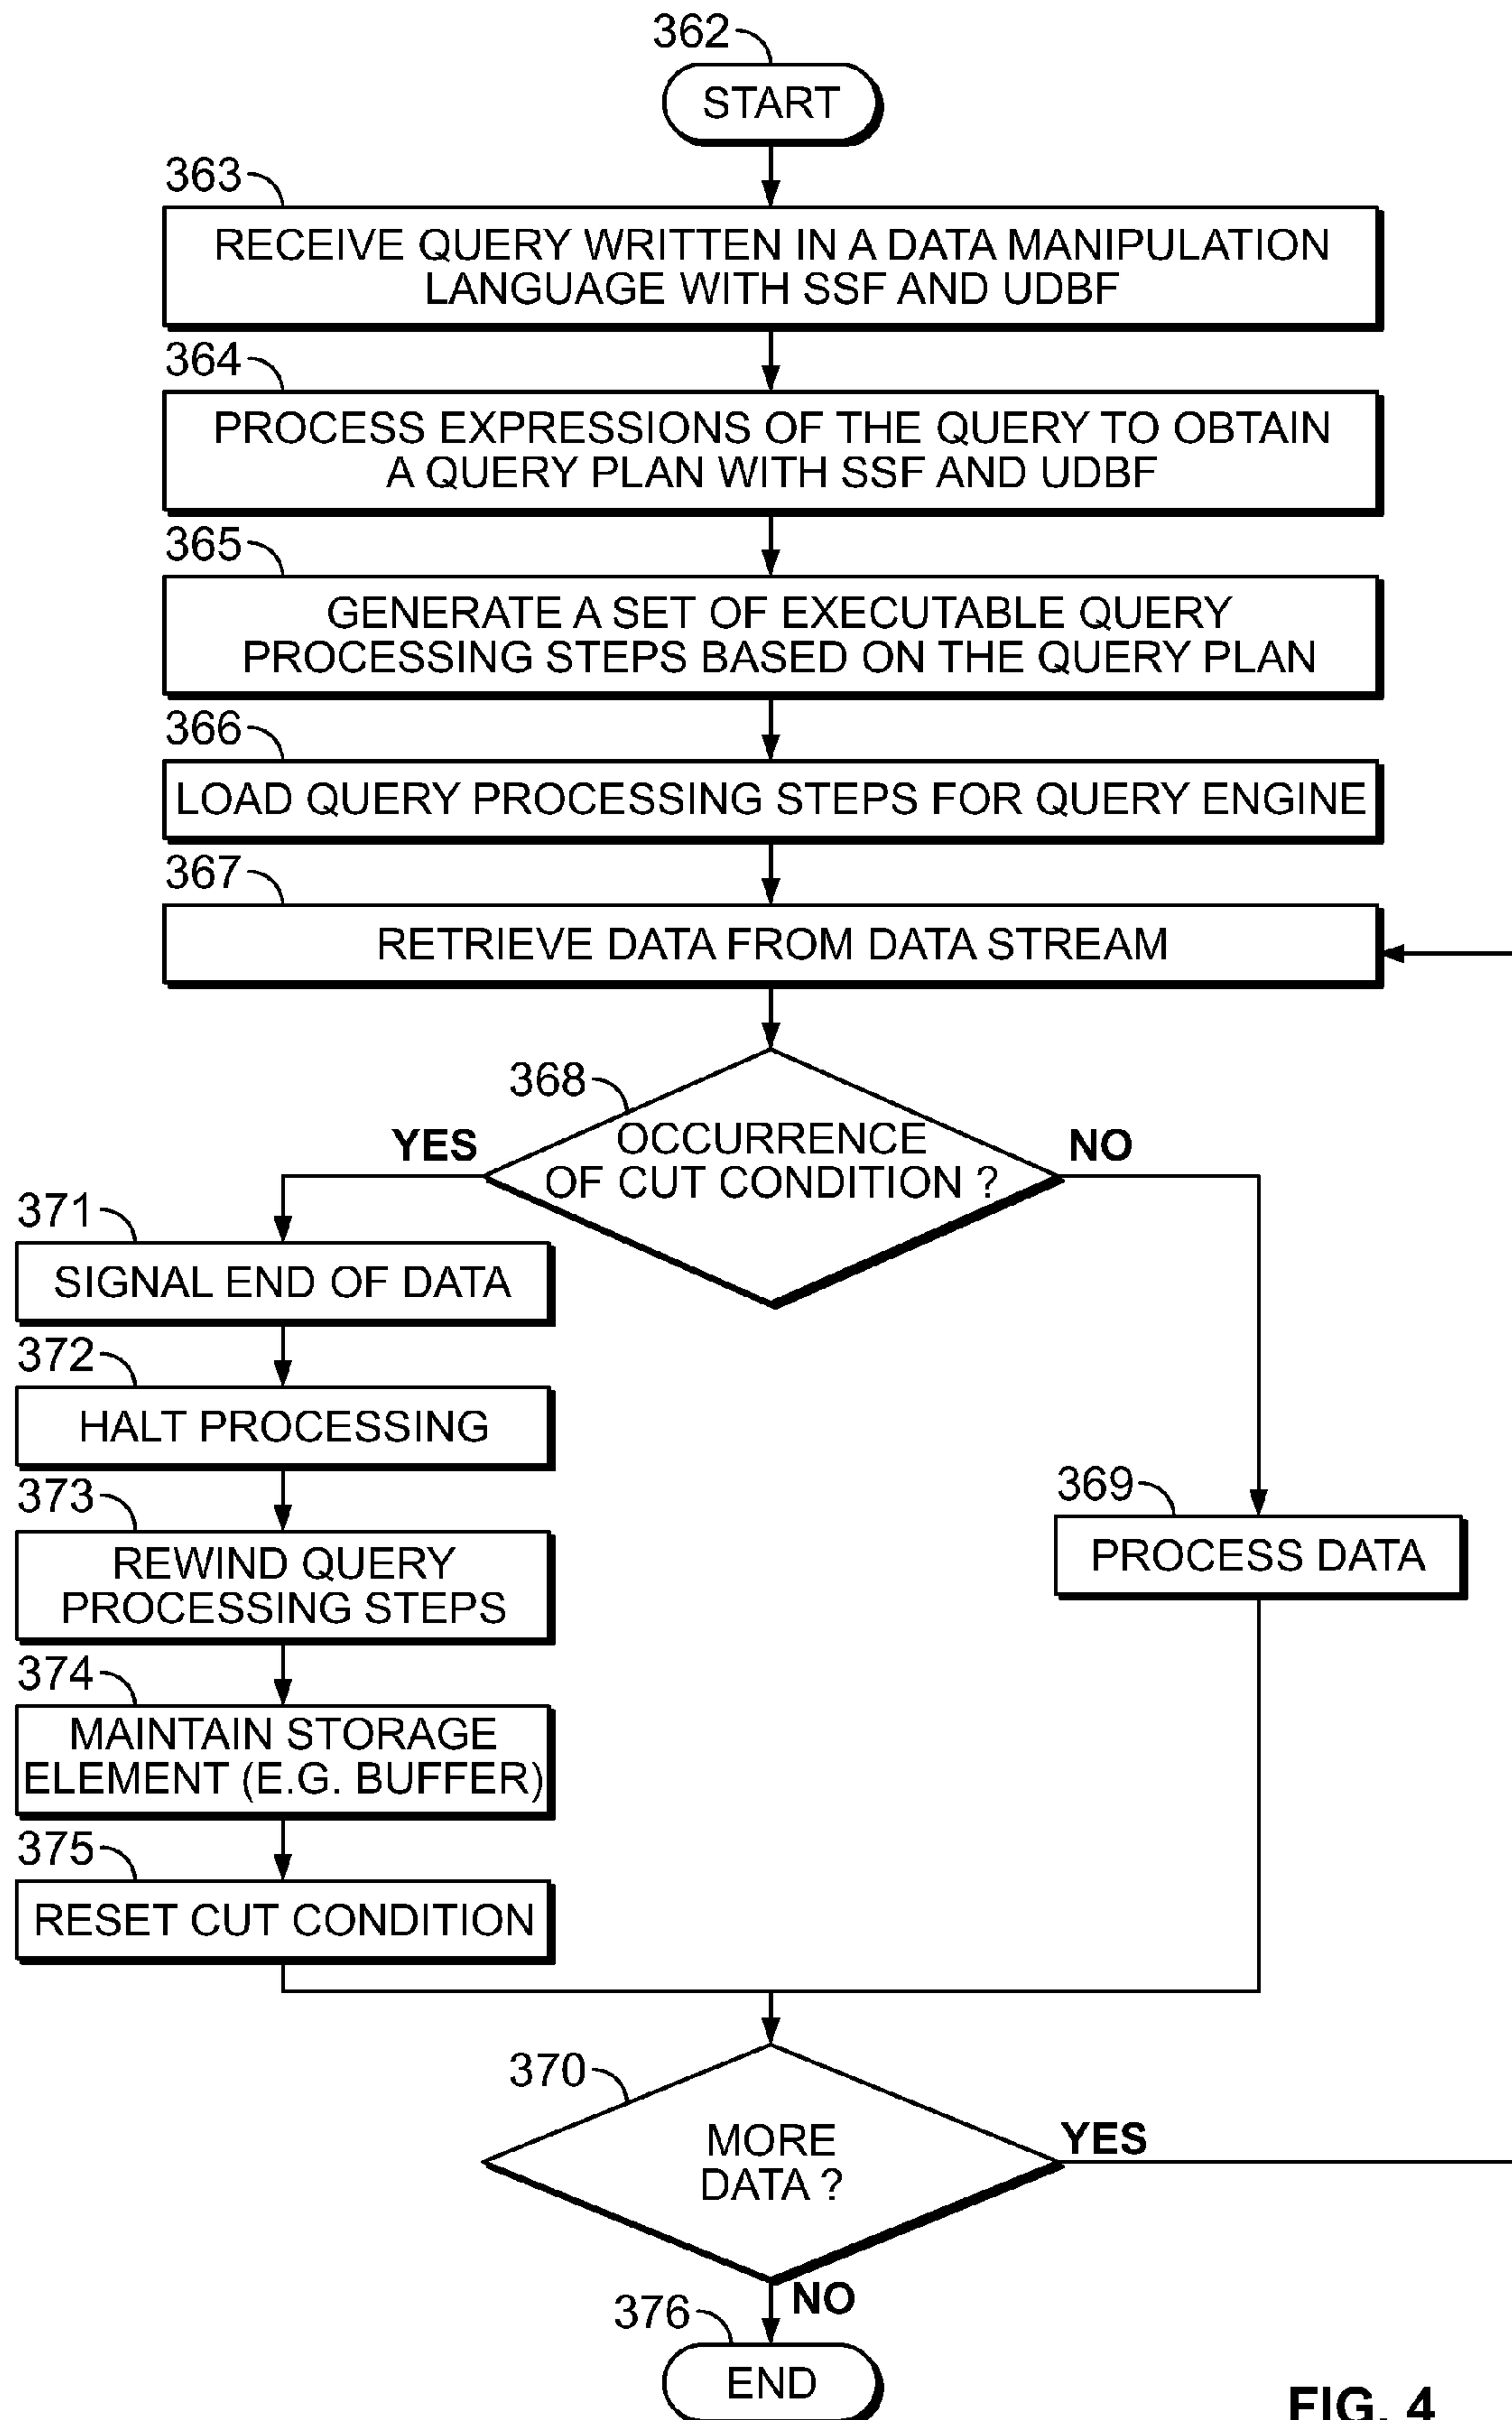 362
START
363
RECEIVE QUERY WRITTEN IN A DATA MANIPULATION
LANGUAGE WITH SSF AND UDBF
364
PROCESS EXPRESSIONS OF THE QUERY TO OBTAIN
A QUERY PLAN WITH SSF AND UDBF
365
GENERATE A SET OF EXECUTABLE QUERY
PROCESSING STEPS BASED ON THE QUERY PLAN
366
LOAD QUERY PROCESSING STEPS FOR QUERY ENGINE
367
RETRIEVE DATA FROM DATA STREAM
368
OCCURRENCE
OF CUT CONDITION ?
YES
NO
371
SIGNAL END OF DATA
372
HALT PROCESSING
373
REWIND QUERY
PROCESSING STEPS
374
MAINTAIN STORAGE
ELEMENT (E.G. BUFFER)
375
RESET CUT CONDITION
369
PROCESS DATA
370
MORE
DATA ?
YES
NO
376
END
FIG. 4